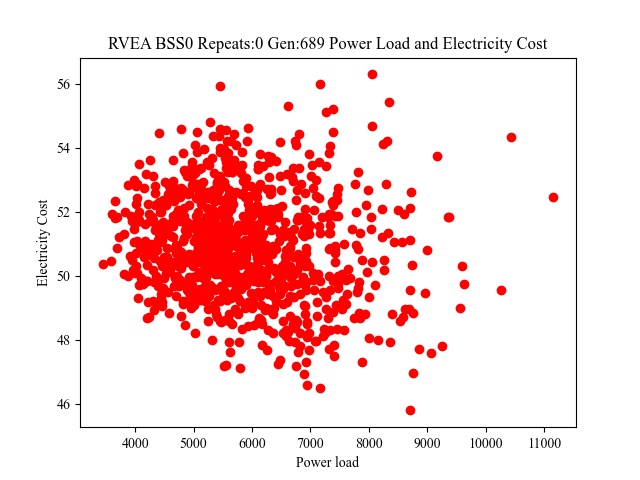 RVEA BSS0 Repeats:0 Gen:689 Power Load and Electricity Cost
56
54
52
50
48
46
Electricity Cost
4000 5000 6000 7000 8000 9000 10000 11000
Power load